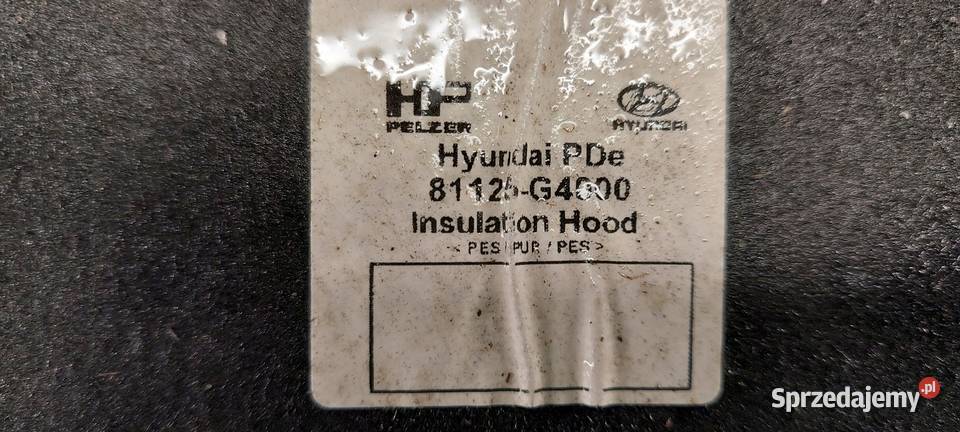 HP
PELZER
HYUNDAI
Hyundai PDe
81125-G4000
Insulation Hood
< PES / PUR / PES >
Sprzedajemy.pl